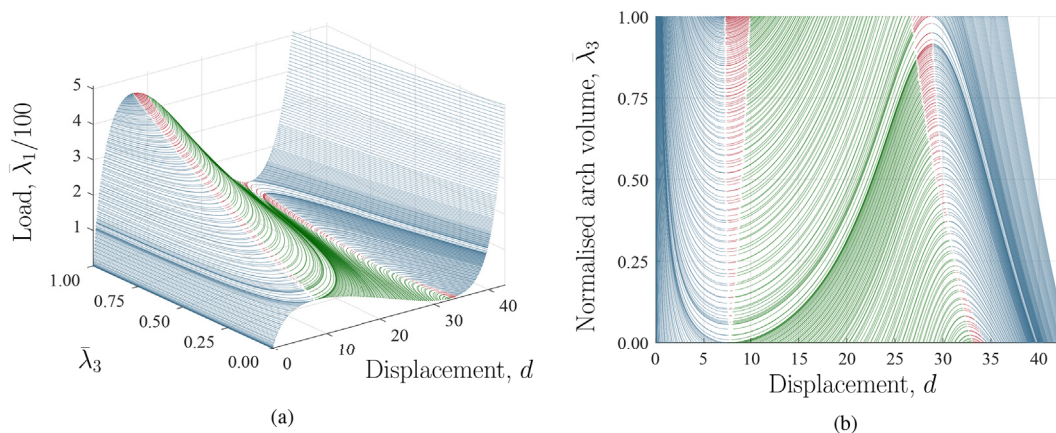 Load, λ̄₁/100
5
4
3
2
1
1.00
0.75
0.50
0.25
0.00
λ̄₃
0
10
20
30
40
Displacement, d
(a)
Normalised arch volume, λ̄₃
1.00
0.75
0.50
0.25
0.00
0 5 10 15 20 25 30 35 40
Displacement, d
(b)